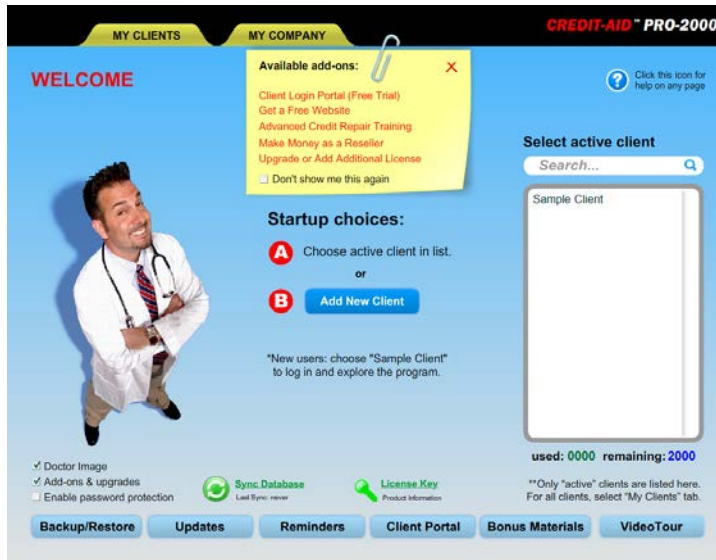 MY CLIENTS
MY COMPANY
CREDIT-AID™ PRO-2000
WELCOME
Available add-ons:
X
Client Login Portal (Free Trial)
Get a Free Website
Advanced Credit Repair Training
Make Money as a Reseller
Upgrade or Add Additional License
Don't show me this again
?
Click this icon for
help on any page
Select active client
Search...
Sample Client
Startup choices:
A Choose active client in list.
or
B Add New Client
*New users: choose "Sample Client"
to log in and explore the program.
used: 0000 remaining: 2000
**Only "active" clients are listed here.
For all clients, select "My Clients" tab.
Doctor Image
Add-ons & upgrades
Enable password protection
Sync Database
Last Sync: never
License Key
Product Information
Backup/Restore
Updates
Reminders
Client Portal
Bonus Materials
VideoTour